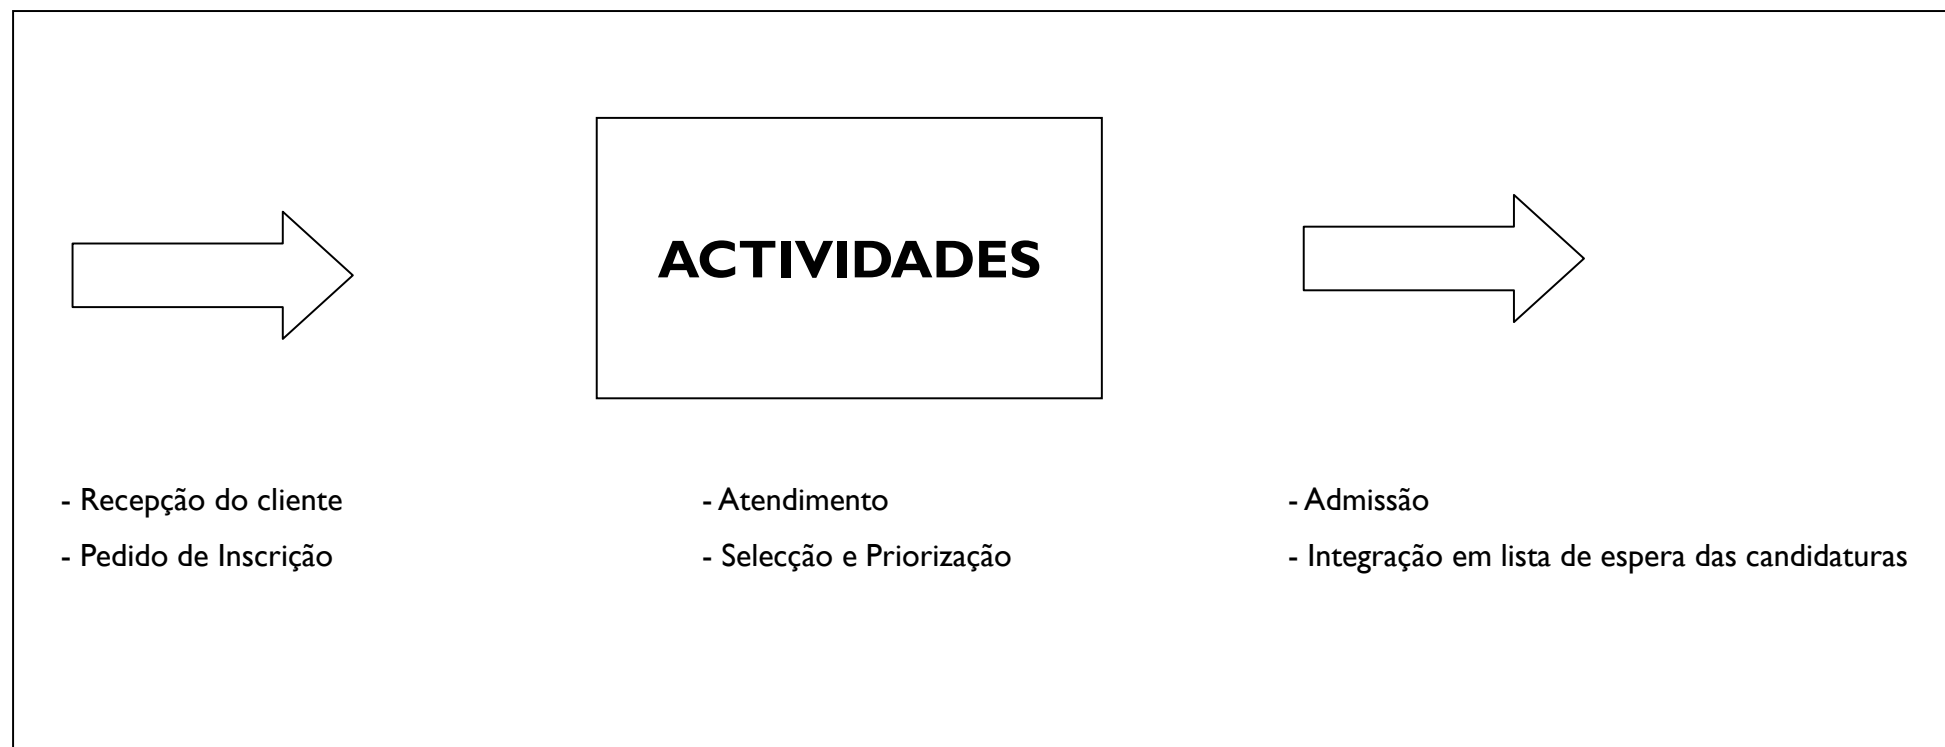 ACTIVIDADES
- Recepção do cliente
- Pedido de Inscrição
- Atendimento
- Selecção e Priorização
- Admissão
- Integração em lista de espera das candidaturas